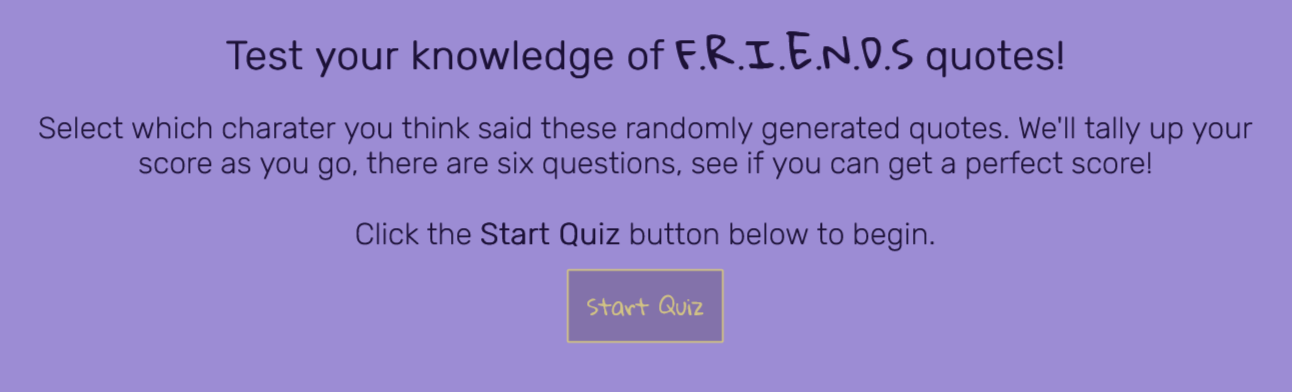 Test your knowledge of F.R.I.E.N.D.S quotes!
Select which charater you think said these randomly generated quotes. We'll tally up your
score as you go, there are six questions, see if you can get a perfect score!
Click the Start Quiz button below to begin.
Start Quiz